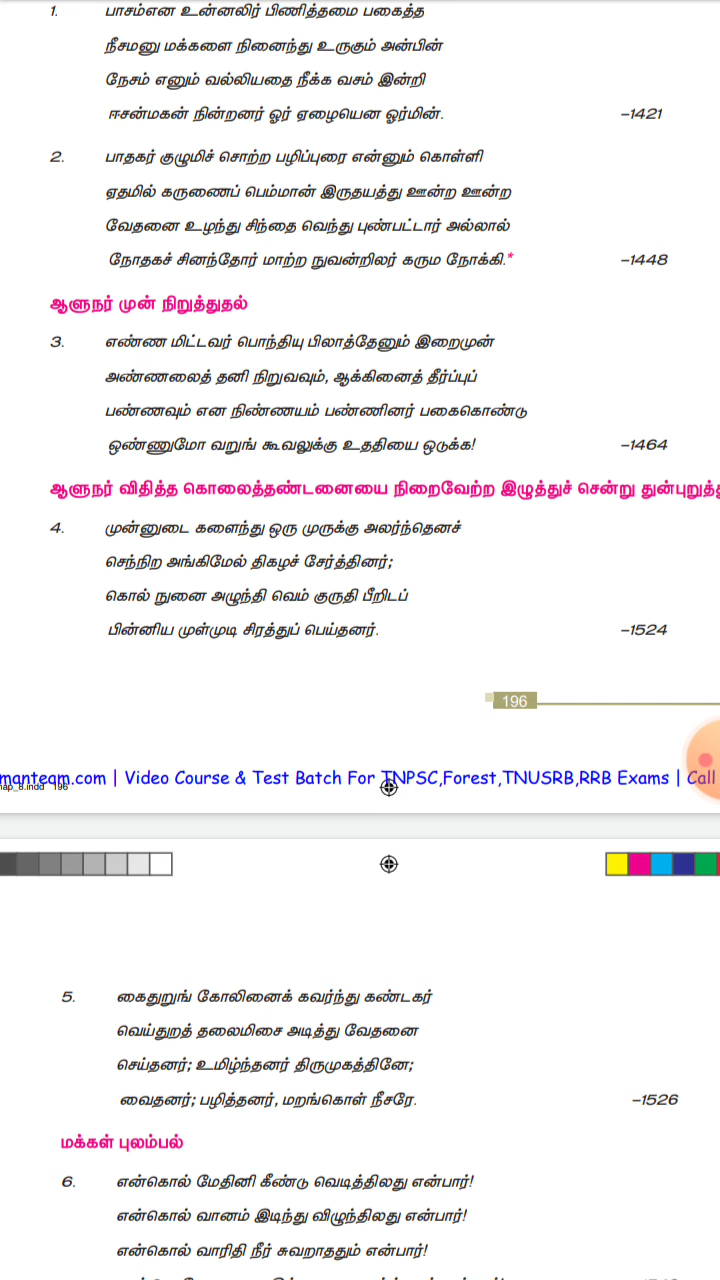 1. பாசம்என உன்னலிர் பிணித்தமை பகைத்த
நீசமனு மக்களை நினைந்து உருகும் அன்பின்
நேசம் எனும் வல்லியதை நீக்க வசம் இன்றி
ஈசன்மகன் நின்றனர் ஓர் ஏழையென ஓர்மின். –1421
2. பாதகர் குழுமிச் சொற்ற பழிப்புரை என்னும் கொள்ளி
ஏதமில் கருணைப் பெம்மான் இருதயத்து ஊன்ற ஊன்ற
வேதனை உழந்து சிந்தை வெந்து புண்பட்டார் அல்லால்
நோதகச் சினந்தோர் மாற்ற நுவன்றிலர் கரும நோக்கி.* –1448
ஆளுநர் முன் நிறுத்துதல்
3. எண்ண மிட்டவர் பொந்தியு பிலாத்தேனும் இறைமுன்
அண்ணலைத் தனி நிறுவவும், ஆக்கினைத் தீர்ப்புப்
பண்ணவும் என நிண்ணயம் பண்ணினர் பகைகொண்டு
ஒண்ணுமோ வறுங் கூவலுக்கு உததியை ஒடுக்க! –1464
ஆளுநர் விதித்த கொலைத்தண்டனையை நிறைவேற்ற இழுத்துச் சென்று
4. முன்னுடை களைந்து ஒரு முருக்கு அலர்ந்தெனச்
செந்நிற அங்கிமேல் திகழச் சேர்த்தினர்;
கொல் நுனை அழுந்தி வெம் குருதி பீறிடப்
பின்னிய முள்முடி சிரத்துப் பெய்தனர். –1524
196
manteqm.com | Video Course & Test Batch For TNPSC,Forest,TNUSRB,RRB Exams | Call
ap_8.indd 196
5. கைதுறுங் கோலினைக் கவர்ந்து கண்டகர்
வெய்துறத் தலைமிசை அடித்து வேதனை
செய்தனர்; உமிழ்ந்தனர் திருமுகத்தினே;
வைதனர்; பழித்தனர், மறங்கொள் நீசரே. –1526
மக்கள் புலம்பல்
6. என்கொல் மேதினி கீண்டு வெடித்திலது என்பார்!
என்கொல் வானம் இடிந்து விழுந்திலது என்பார்!
என்கொல் வாரிதி நீர் சுவறாததும் என்பார்!